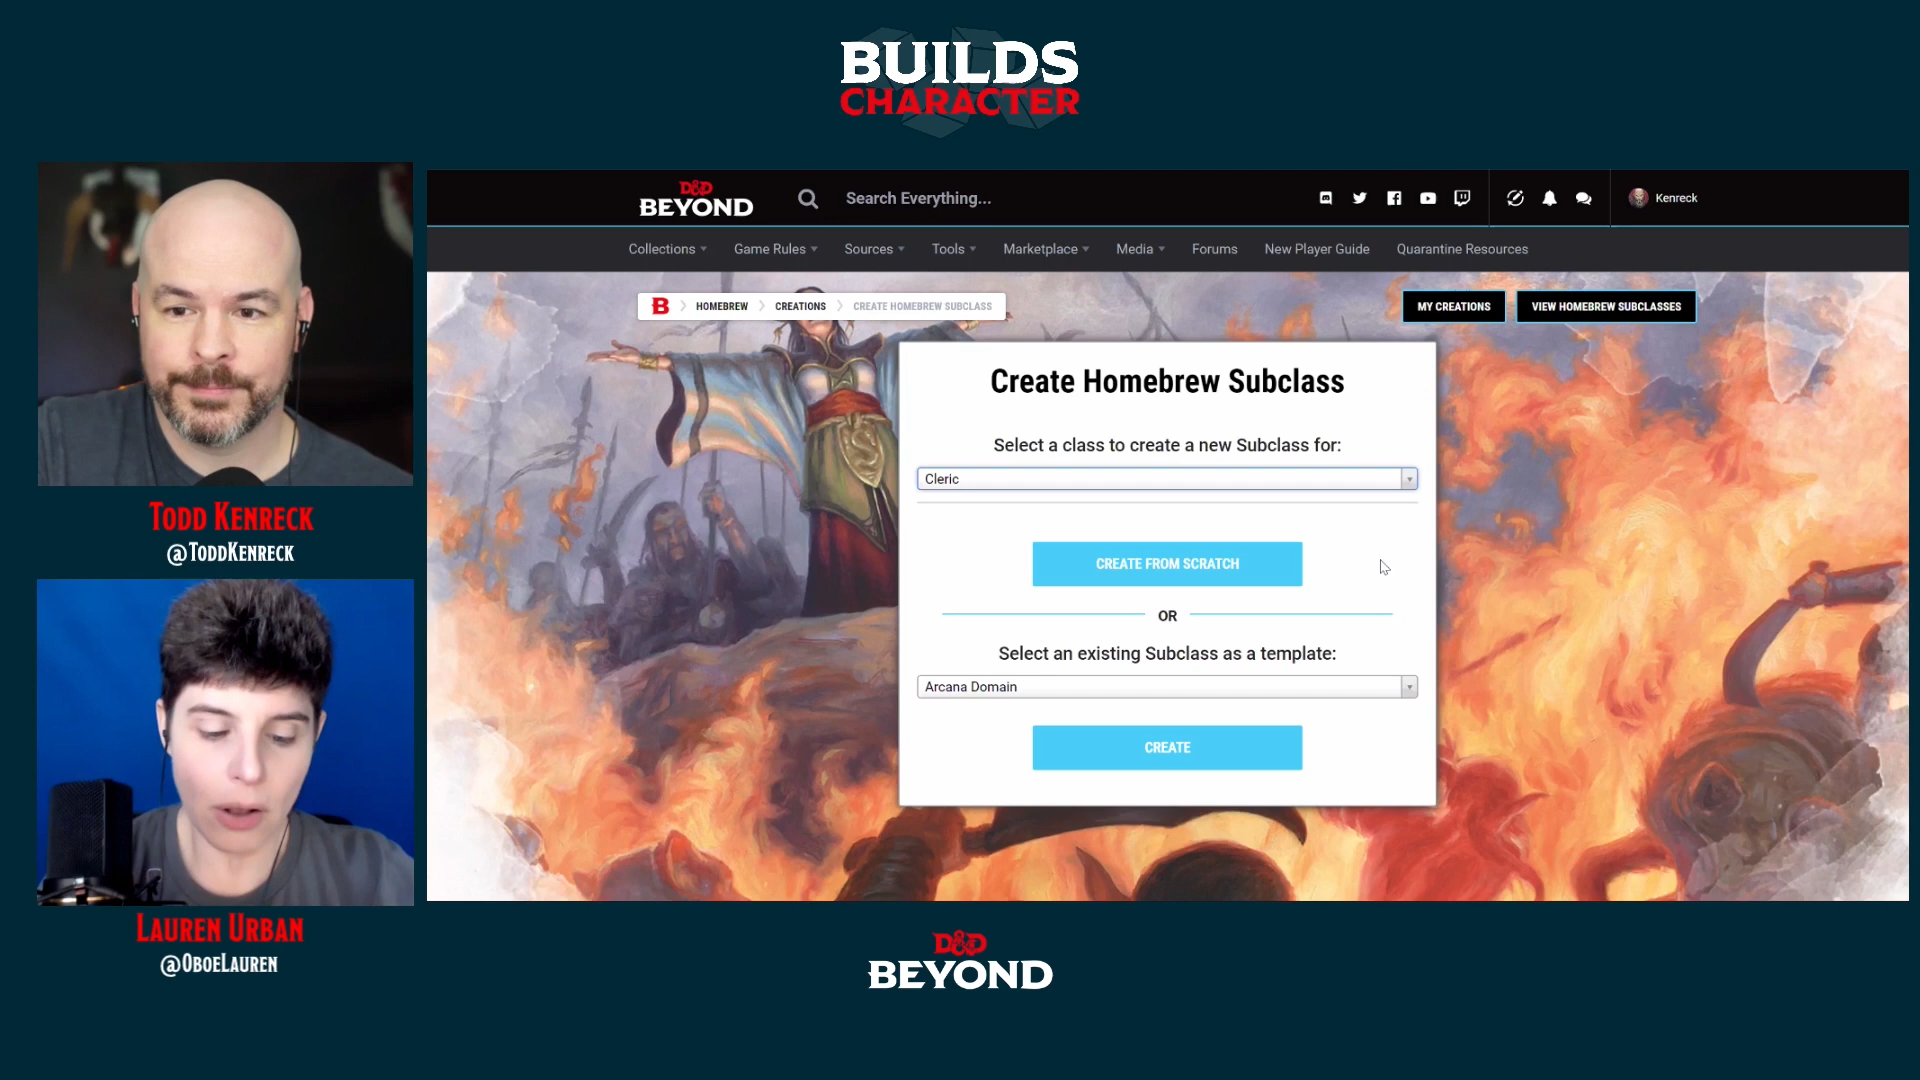 BUILDS
CHARACTER
TODD KENRECK
@TODDKENRECK
LAUREN URBAN
@OBOELAUREN
D&D
BEYOND
Search Everything...
Kenreck
Collections
Game Rules
Sources
Tools
Marketplace
Media
Forums
New Player Guide
Quarantine Resources
B
HOMEBREW
CREATIONS
CREATE HOMEBREW SUBCLASS
MY CREATIONS
VIEW HOMEBREW SUBCLASSES
Create Homebrew Subclass
Select a class to create a new Subclass for:
Cleric
CREATE FROM SCRATCH
OR
Select an existing Subclass as a template:
Arcana Domain
CREATE
D&D
BEYOND